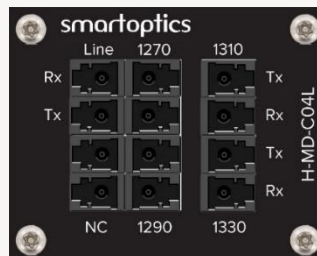 smartoptics
Line 1270 1310
Rx Tx
Tx Rx
Tx
Rx
NC 1290 1330
H-MD-C04L